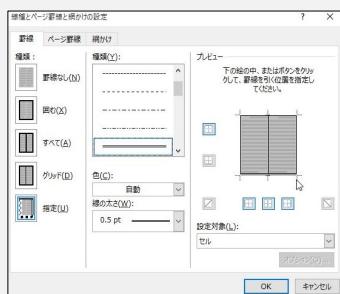 線種とページ罫線と網かけの設定 ? ×
罫線 ページ罫線 網かけ
種類:
罫線なし(N)
囲む(X)
すべて(A)
グリッド(D)
指定(U)
種類(Y):
色(C):
自動
線の太さ(W):
0.5 pt
プレビュー
下の絵の中、またはボタンをクリッ
クして、罫線を引く位置を指定し
てください。
設定対象(L):
セル
オプション(O)...
OK キャンセル